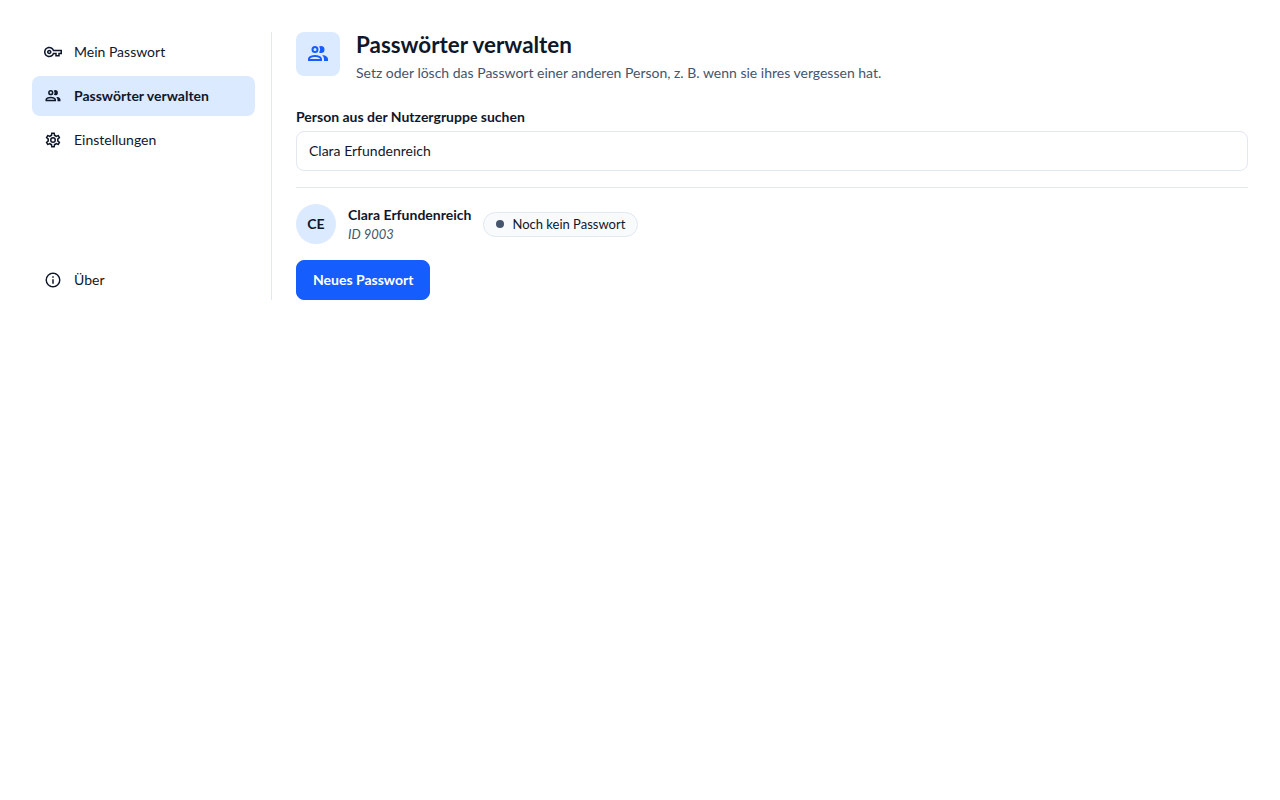 Mein Passwort
Passwörter verwalten
Einstellungen
Über
Passwörter verwalten
Setz oder lösch das Passwort einer anderen Person, z. B. wenn sie ihres vergessen hat.
Person aus der Nutzergruppe suchen
Clara Erfundenreich
CE
Clara Erfundenreich
ID 9003
Noch kein Passwort
Neues Passwort